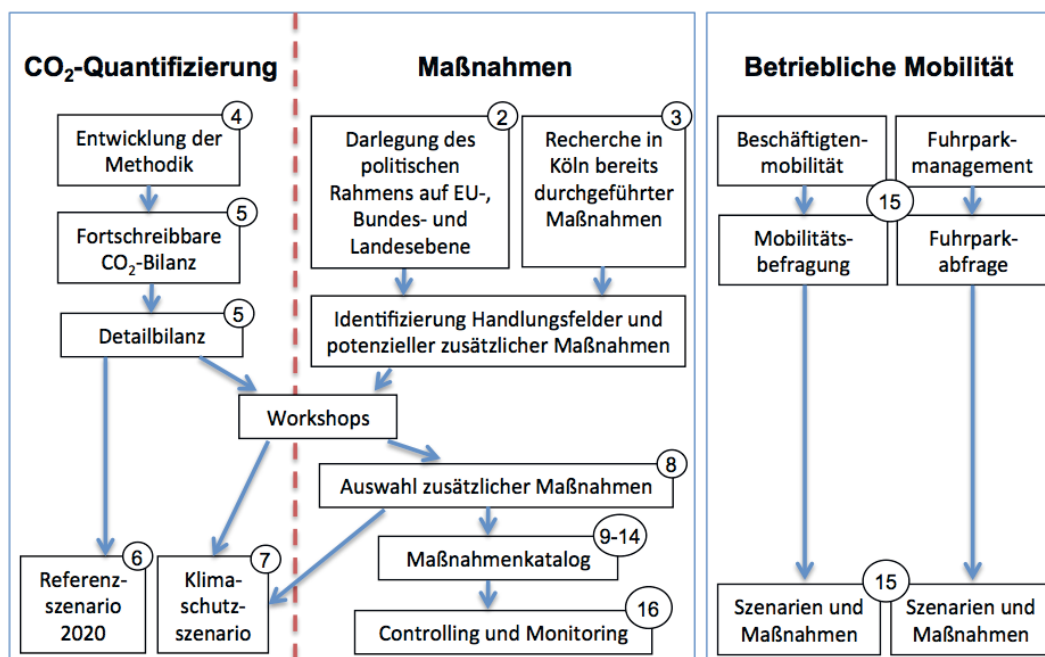 CO₂-Quantifizierung
4
Entwicklung der
Methodik
5
Fortschreibbare
CO₂-Bilanz
5
Detailbilanz
Maßnahmen
2
Darlegung des
politischen
Rahmens auf EU-,
Bundes- und
Landesebene
3
Recherche in
Köln bereits
durchgeführter
Maßnahmen
Identifizierung Handlungsfelder und
potenzieller zusätzlicher Maßnahmen
Workshops
8
Auswahl zusätzlicher Maßnahmen
9-14
Maßnahmenkatalog
16
Controlling und Monitoring
6
Referenz-
szenario
2020
7
Klima-
schutz-
szenario
Betriebliche Mobilität
Beschäftigten-
mobilität
Fuhrpark-
management
15
Mobilitäts-
befragung
Fuhrpark-
abfrage
15
Szenarien und
Maßnahmen
Szenarien und
Maßnahmen